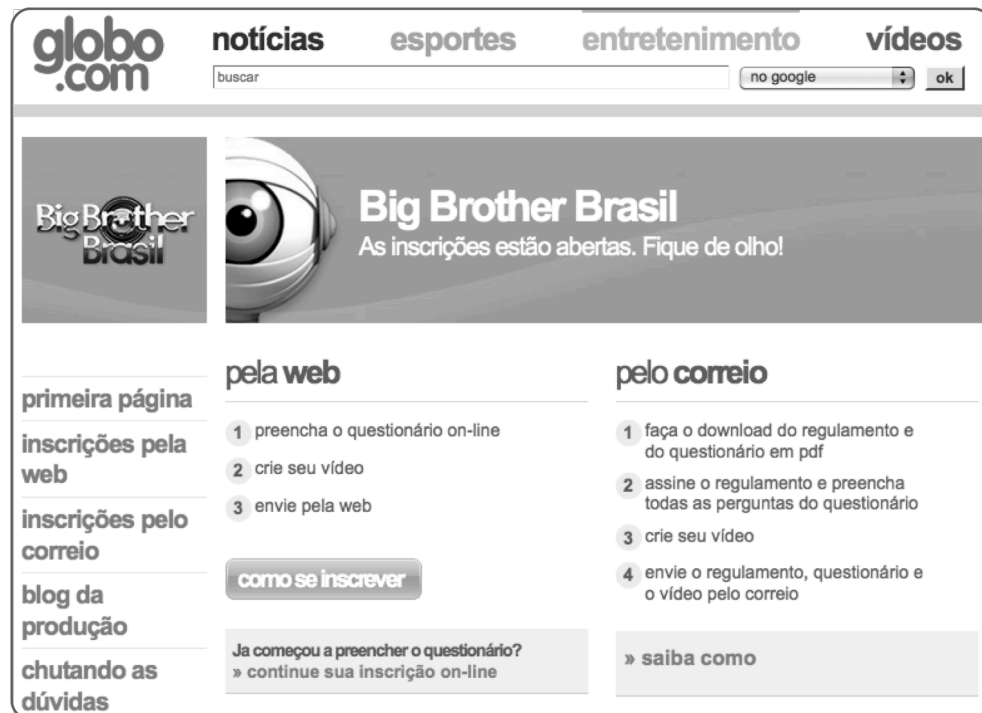 globo
.com
notícias esportes entretenimento vídeos
buscar
no google
ok
Big Brother
Brasil
Big Brother Brasil
As inscrições estão abertas. Fique de olho!
primeira página
inscrições pela
web
inscrições pelo
correio
blog da
produção
chutando as
dúvidas
pela web
1 preencha o questionário on-line
2 crie seu vídeo
3 envie pela web
como se inscrever
Ja começou a preencher o questionário?
» continue sua inscrição on-line
pelo correio
1 faça o download do regulamento e
do questionário em pdf
2 assine o regulamento e preencha
todas as perguntas do questionário
3 crie seu vídeo
4 envie o regulamento, questionário e
o vídeo pelo correio
» saiba como